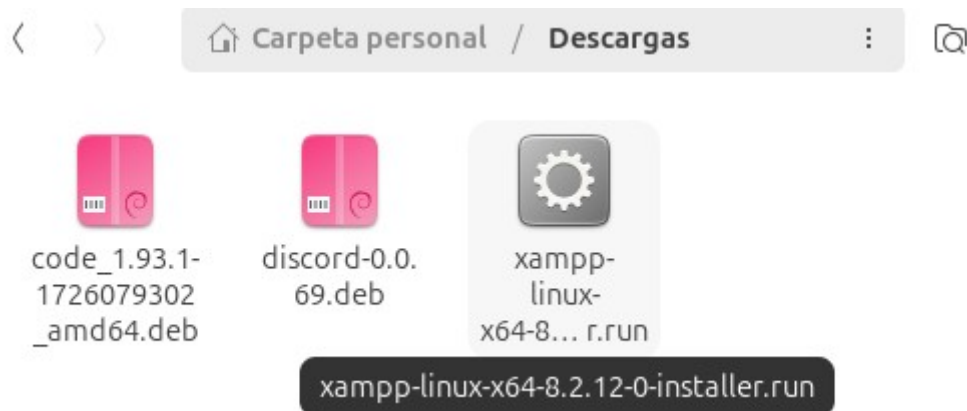 Carpeta personal / Descargas
code_1.93.1-
1726079302
_amd64.deb
discord-0.0.
69.deb
xampp-
linux-
x64-8... r.run
xampp-linux-x64-8.2.12-0-installer.run